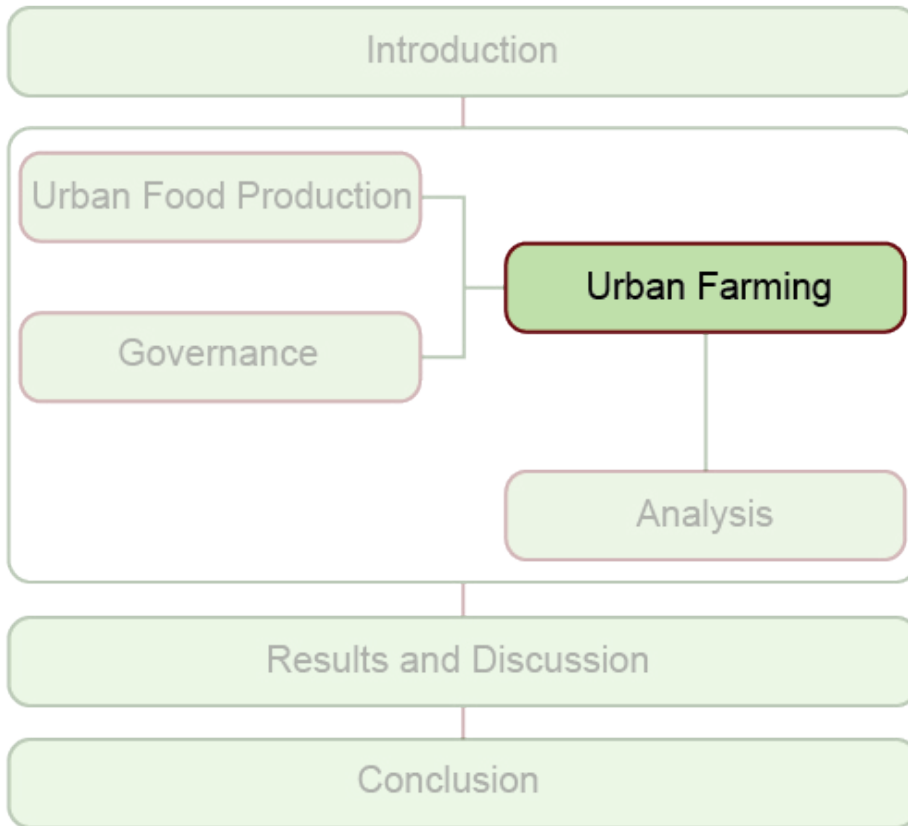 Introduction
Urban Food Production
Urban Farming
Governance
Analysis
Results and Discussion
Conclusion